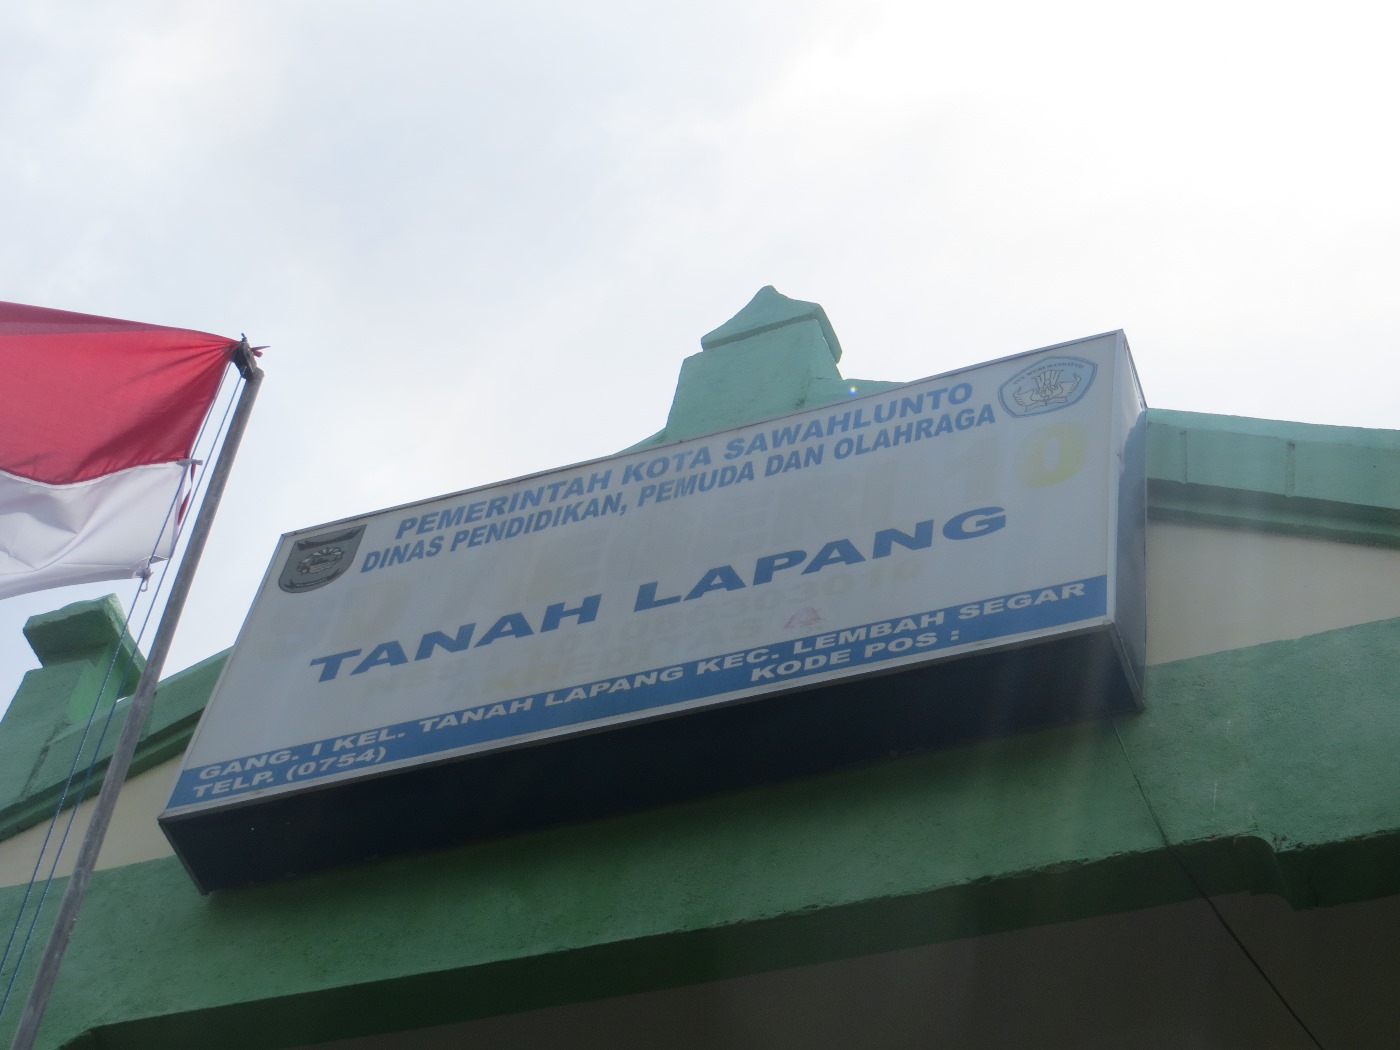 PEMERINTAH KOTA SAWAHLUNTO
DINAS PENDIDIKAN, PEMUDA DAN OLAHRAGA
10
TANAH LAPANG
GANG. I KEL. TANAH LAPANG KEC. LEMBAH SEGAR
TELP. (0754)
KODE POS :